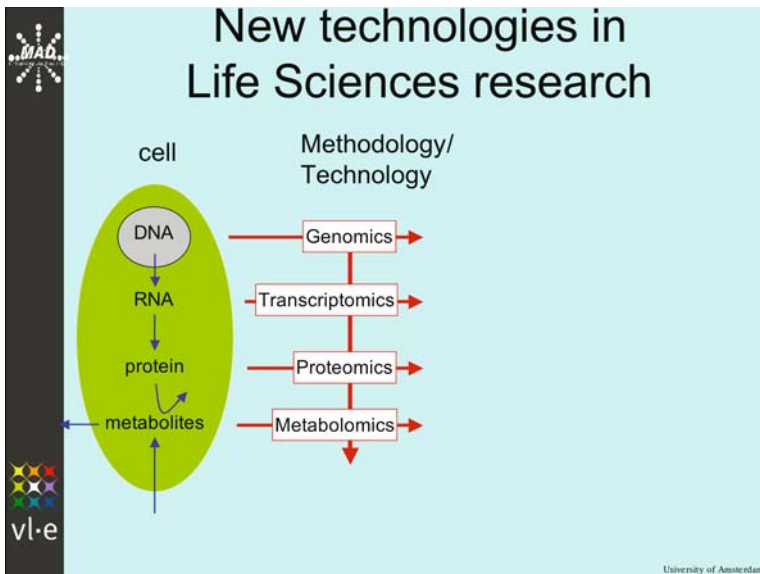 New technologies in
Life Sciences research
MAD
cell
Methodology/
Technology
DNA
Genomics
RNA
Transcriptomics
protein
Proteomics
metabolites
Metabolomics
vl·e
University of Amsterdam